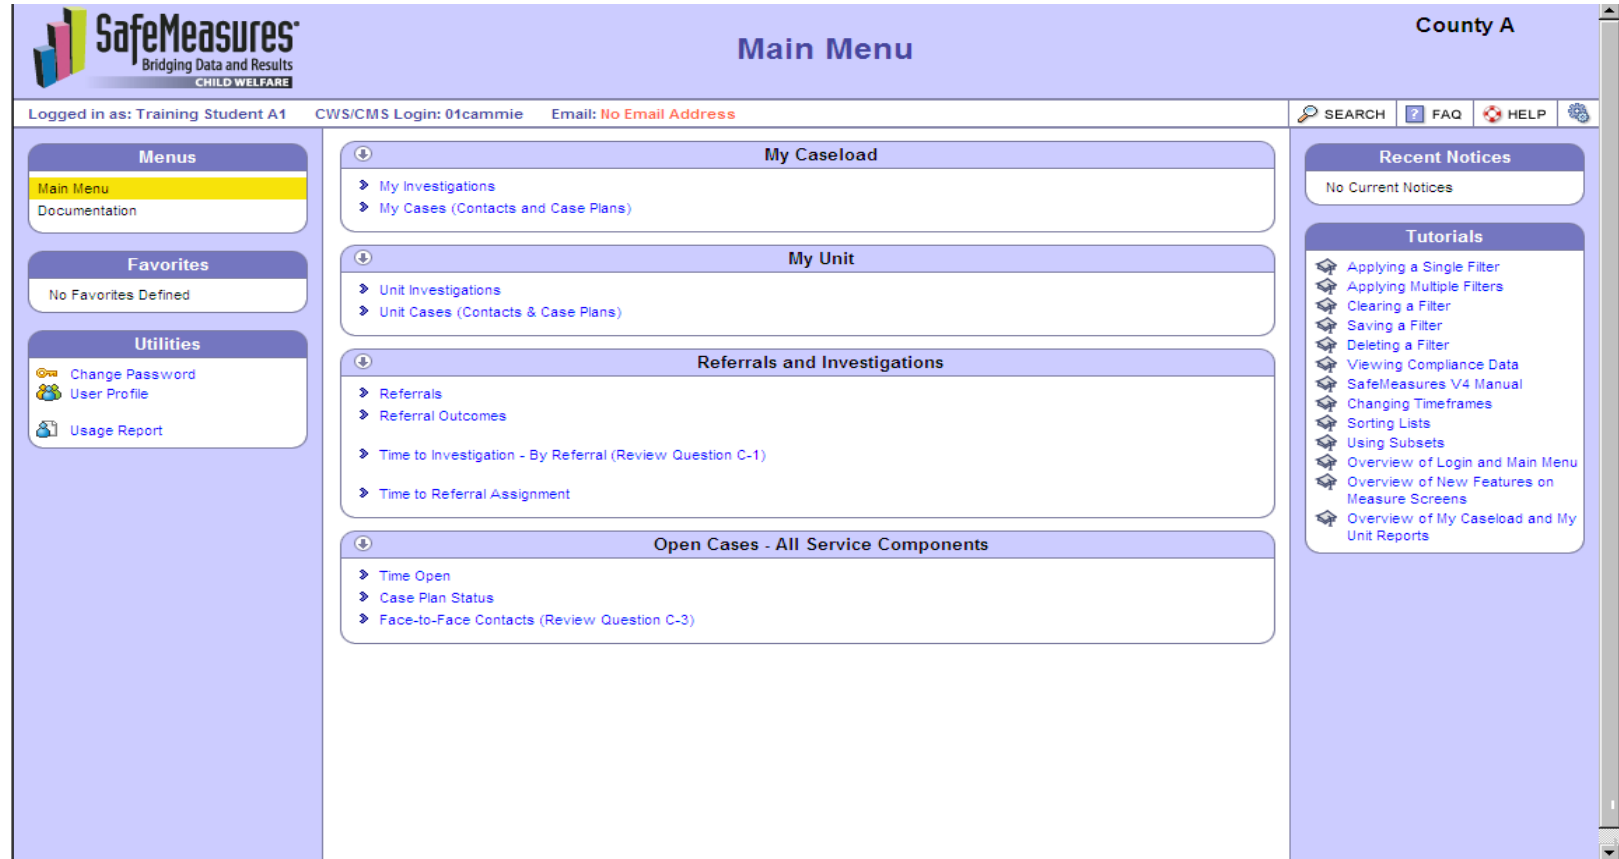 SafeMeasures
Bridging Data and Results
CHILD WELFARE
Main Menu
County A
Logged in as: Training Student A1 CWS/CMS Login: 01cammie Email: No Email Address
SEARCH ? FAQ HELP
Menus
Main Menu
Documentation
Favorites
No Favorites Defined
Utilities
Change Password
User Profile
Usage Report
My Caseload
My Investigations
My Cases (Contacts and Case Plans)
My Unit
Unit Investigations
Unit Cases (Contacts & Case Plans)
Referrals and Investigations
Referrals
Referral Outcomes
Time to Investigation - By Referral (Review Question C-1)
Time to Referral Assignment
Open Cases - All Service Components
Time Open
Case Plan Status
Face-to-Face Contacts (Review Question C-3)
Recent Notices
No Current Notices
Tutorials
Applying a Single Filter
Applying Multiple Filters
Clearing a Filter
Saving a Filter
Deleting a Filter
Viewing Compliance Data
SafeMeasures V4 Manual
Changing Timeframes
Sorting Lists
Using Subsets
Overview of Login and Main Menu
Overview of New Features on
Measure Screens
Overview of My Caseload and My
Unit Reports